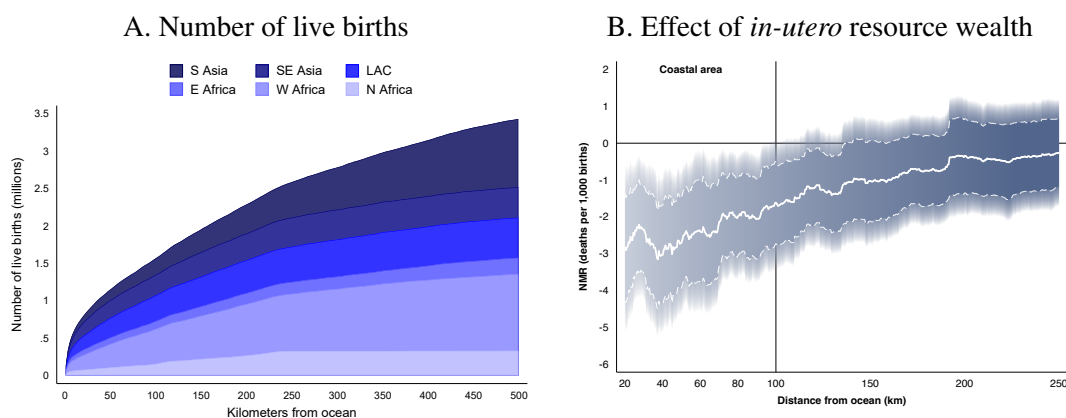 A. Number of live births
S Asia SE Asia LAC
E Africa W Africa N Africa
3.5
3
2.5
2
1.5
1
.5
0
Number of live births (millions)
0 50 100 150 200 250 300 350 400 450 500
Kilometers from ocean
B. Effect of in-utero resource wealth
Coastal area
2
1
0
-1
-2
-3
-4
-5
-6
NMR (deaths per 1,000 births)
20 40 60 80 100 150 200 250
Distance from ocean (km)